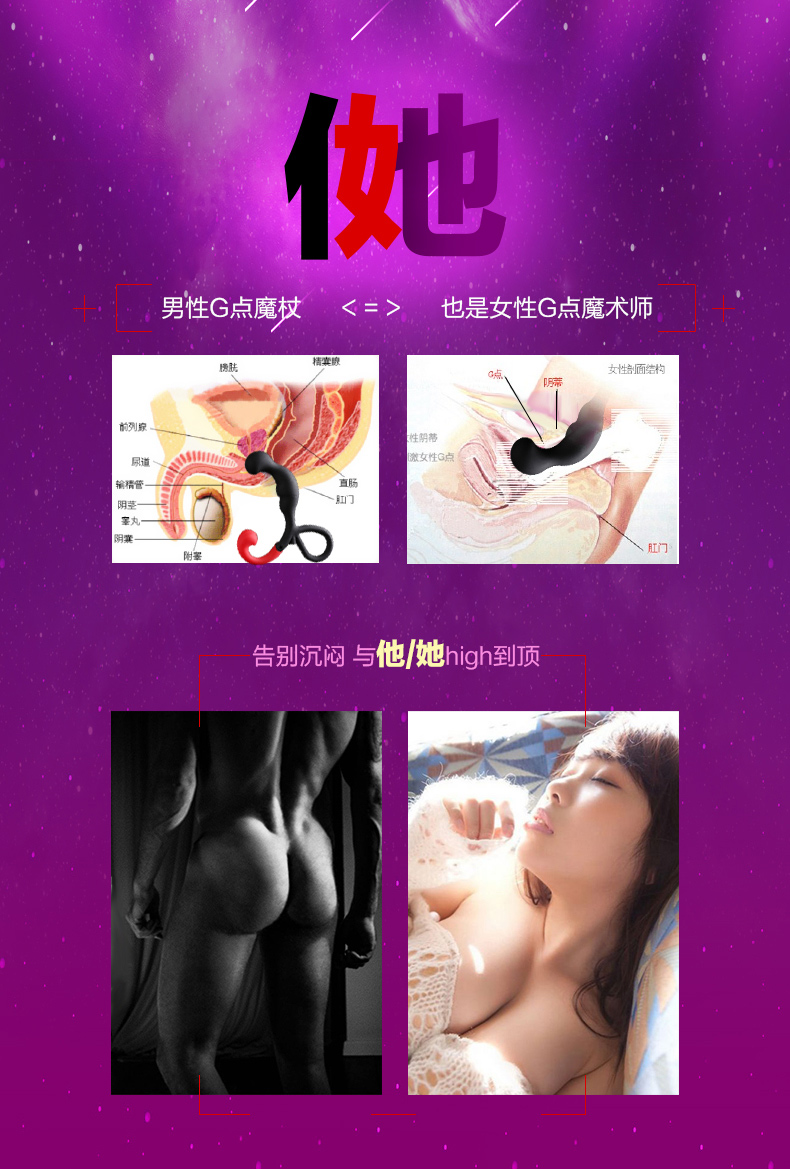 她
男性G点魔杖 <=> 也是女性G点魔术师
膀胱
精囊腺
前列腺
尿道
输精管
阴茎
睾丸
阴囊
附睾
直肠
肛门
女性剖面结构
G点
阴蒂
女性阴蒂
刺激女性G点
肛门
告别沉闷 与他/她high到顶